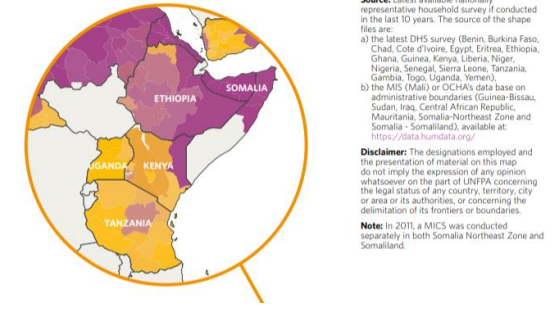 ETHIOPIA
SOMALIA
UGANDA
KENYA
TANZANIA
Source: Latest available nationally
representative household survey if conducted
in the last 10 years. The source of the shape
files are:
a) the latest DHS survey (Benin, Burkina Faso,
Chad, Cote d'Ivoire, Egypt, Eritrea, Ethiopia,
Ghana, Guinea, Kenya, Liberia, Niger,
Nigeria, Senegal, Sierra Leone, Tanzania,
Gambia, Togo, Uganda, Yemen),
b) the MIS (Mali) or OCHA's data base on
administrative boundaries (Guinea-Bissau,
Sudan, Iraq, Central African Republic,
Mauritania, Somalia-Northeast Zone and
Somalia - Somaliland), available at:
https://data.humdata.org/
Disclaimer: The designations employed and
the presentation of material on this map
do not imply the expression of any opinion
whatsoever on the part of UNFPA concerning
the legal status of any country, territory, city
or area or its authorities, or concerning the
delimitation of its frontiers or boundaries.
Note: In 2011, a MICS was conducted
separately in both Somalia Northeast Zone and
Somaliland.